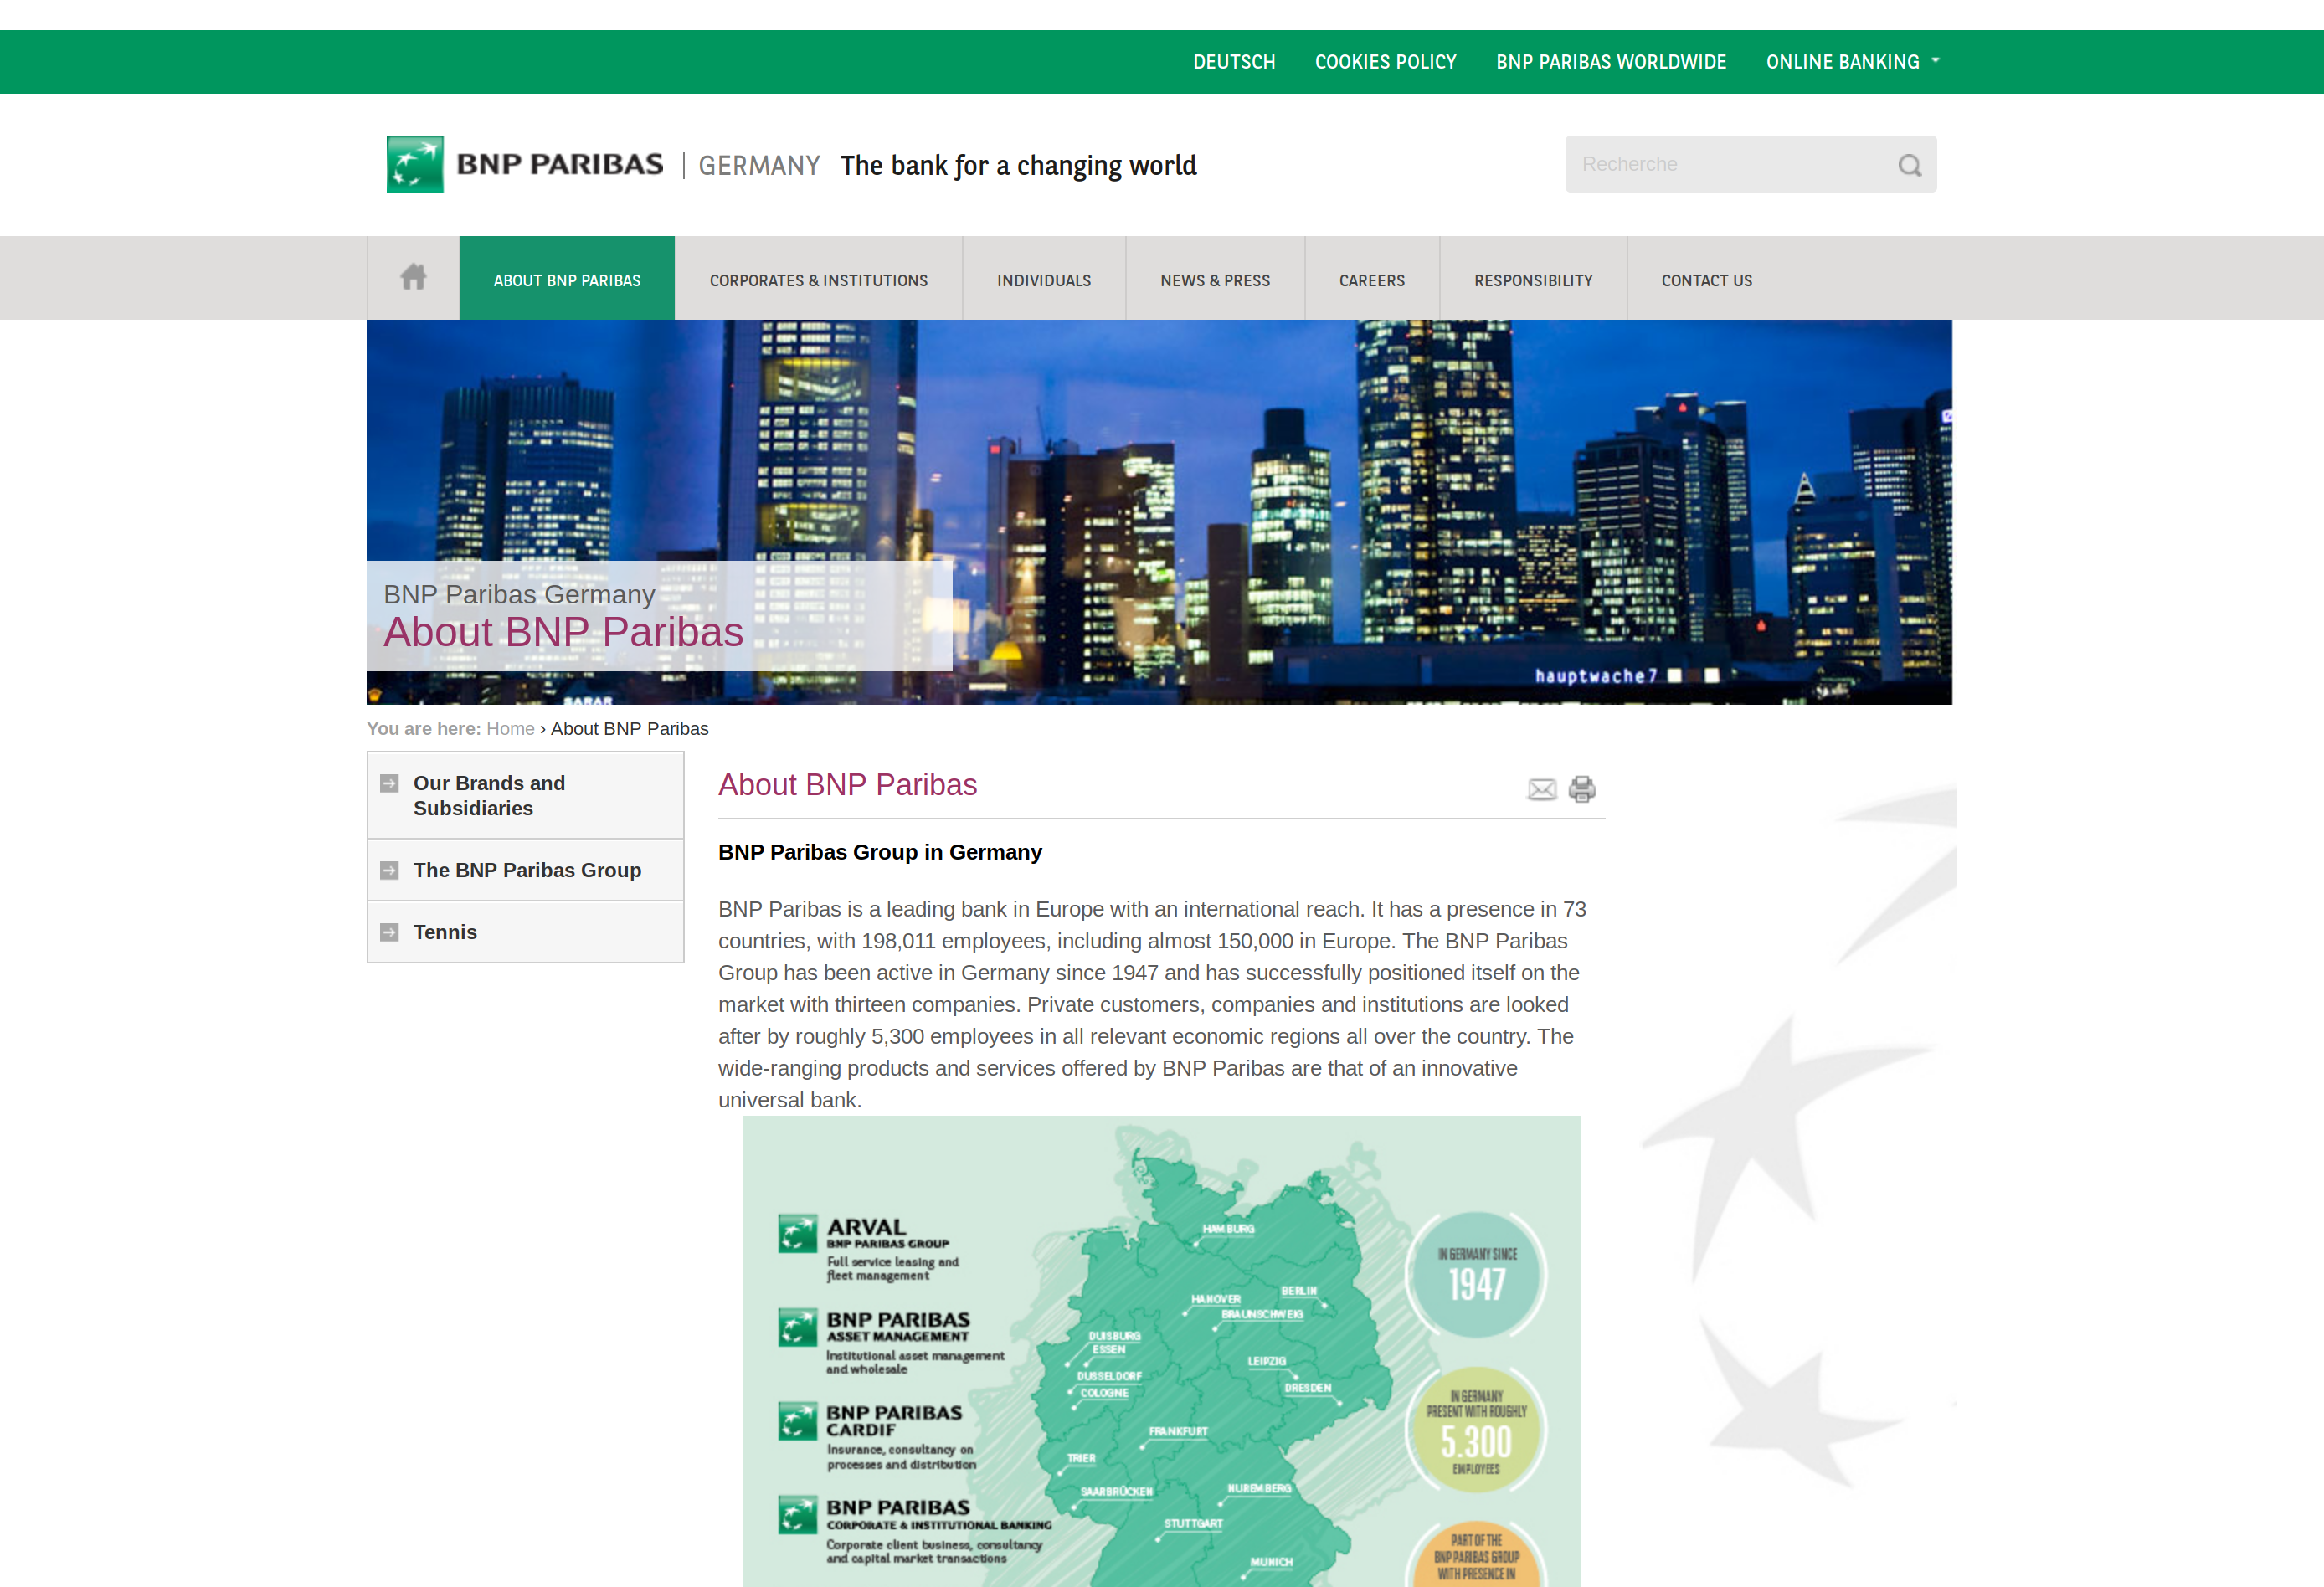 DEUTSCH COOKIES POLICY BNP PARIBAS WORLDWIDE ONLINE BANKING
BNP PARIBAS GERMANY The bank for a changing world
Recherche
ABOUT BNP PARIBAS CORPORATES & INSTITUTIONS INDIVIDUALS NEWS & PRESS CAREERS RESPONSIBILITY CONTACT US
BNP Paribas Germany
About BNP Paribas
hauptwache7
SARAR
You are here: Home › About BNP Paribas
Our Brands and
Subsidiaries
The BNP Paribas Group
Tennis
About BNP Paribas
BNP Paribas Group in Germany
BNP Paribas is a leading bank in Europe with an international reach. It has a presence in 73
countries, with 198,011 employees, including almost 150,000 in Europe. The BNP Paribas
Group has been active in Germany since 1947 and has successfully positioned itself on the
market with thirteen companies. Private customers, companies and institutions are looked
after by roughly 5,300 employees in all relevant economic regions all over the country. The
wide-ranging products and services offered by BNP Paribas are that of an innovative
universal bank.
ARVAL
BNP PARIBAS GROUP
Full service leasing and
fleet management
BNP PARIBAS
ASSET MANAGEMENT
Institutional asset management
and wholesale
BNP PARIBAS
CARDIF
Insurance, consultancy on
processes and distribution
BNP PARIBAS
CORPORATE & INSTITUTIONAL BANKING
Corporate client business, consultancy
and capital market transactions
HAMBURG
BERLIN
HANOVER
BRAUNSCHWEIG
DUISBURG
ESSEN
LEIPZIG
DUSSELDORF
DRESDEN
COLOGNE
FRANKFURT
TRIER
NUREMBERG
SAARBRÜCKEN
STUTTGART
MUNICH
IN GERMANY SINCE
1947
IN GERMANY
PRESENT WITH ROUGHLY
5.300
EMPLOYEES
PART OF THE
BNP PARIBAS GROUP
WITH PRESENCE IN